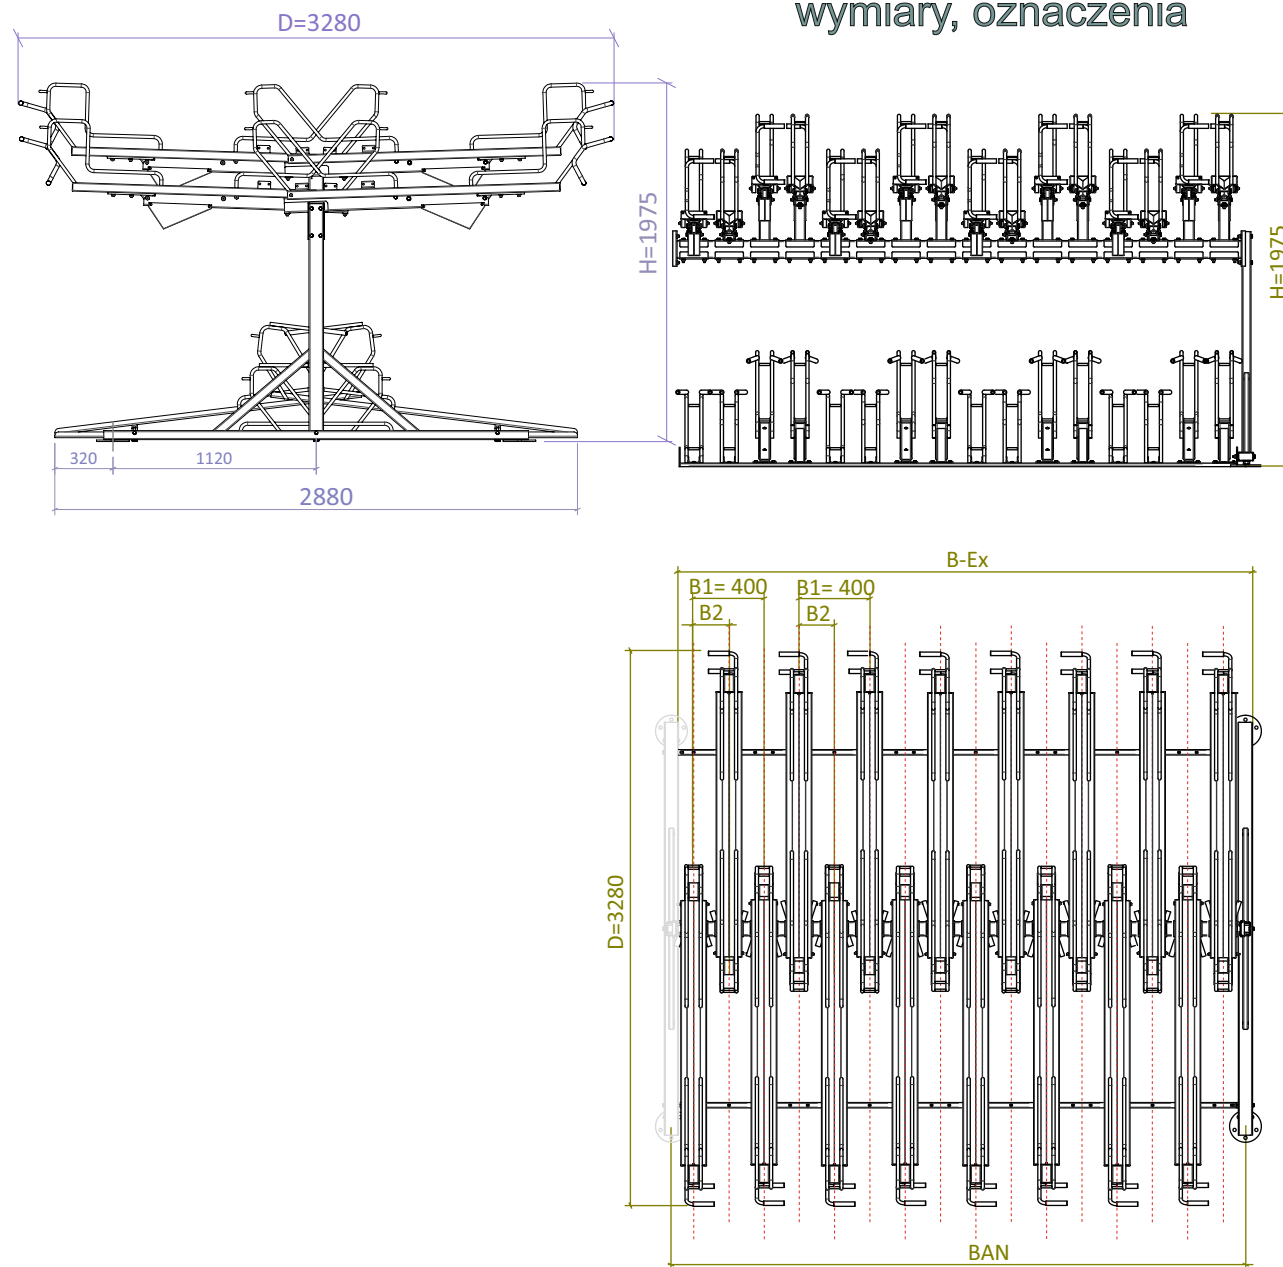 wymiary, oznaczenia
D=3280
H=1975
H=1975
320
1120
2880
B-Ex
B1= 400
B1= 400
B2
B2
D=3280
BAN